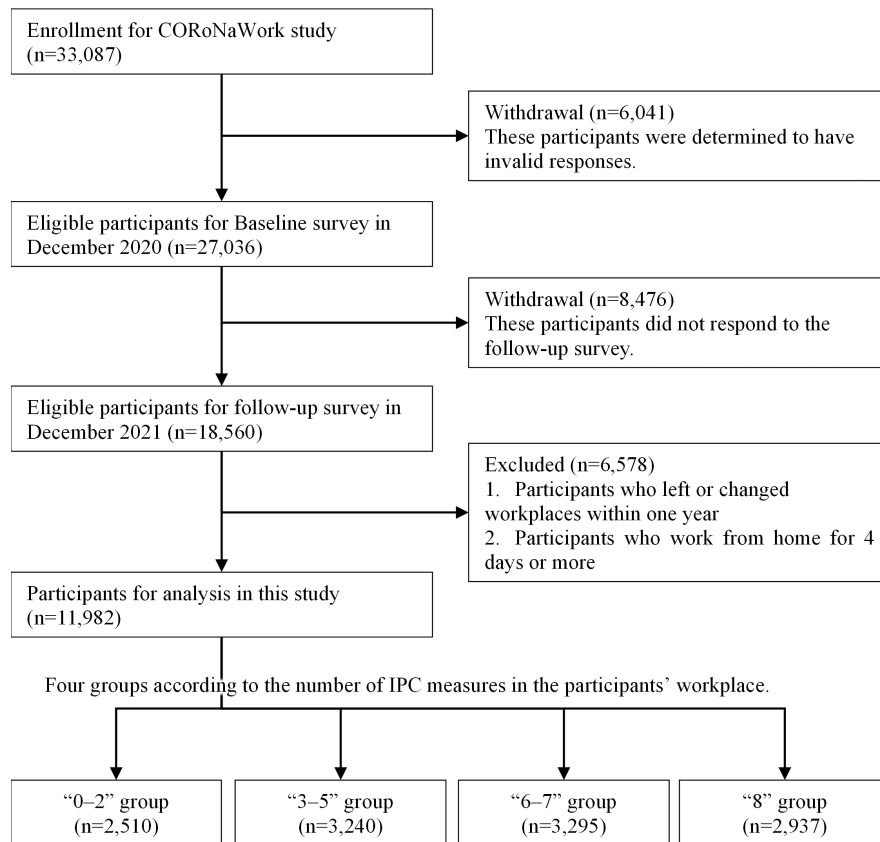 Enrollment for CORoNaWork study
(n=33,087)
Withdrawal (n=6,041)
These participants were determined to have
invalid responses.
Eligible participants for Baseline survey in
December 2020 (n=27,036)
Withdrawal (n=8,476)
These participants did not respond to the
follow-up survey.
Eligible participants for follow-up survey in
December 2021 (n=18,560)
Excluded (n=6,578)
1. Participants who left or changed
workplaces within one year
2. Participants who work from home for 4
days or more
Participants for analysis in this study
(n=11,982)
Four groups according to the number of IPC measures in the participants’ workplace.
“0–2” group
(n=2,510)
“3–5” group
(n=3,240)
“6–7” group
(n=3,295)
“8” group
(n=2,937)